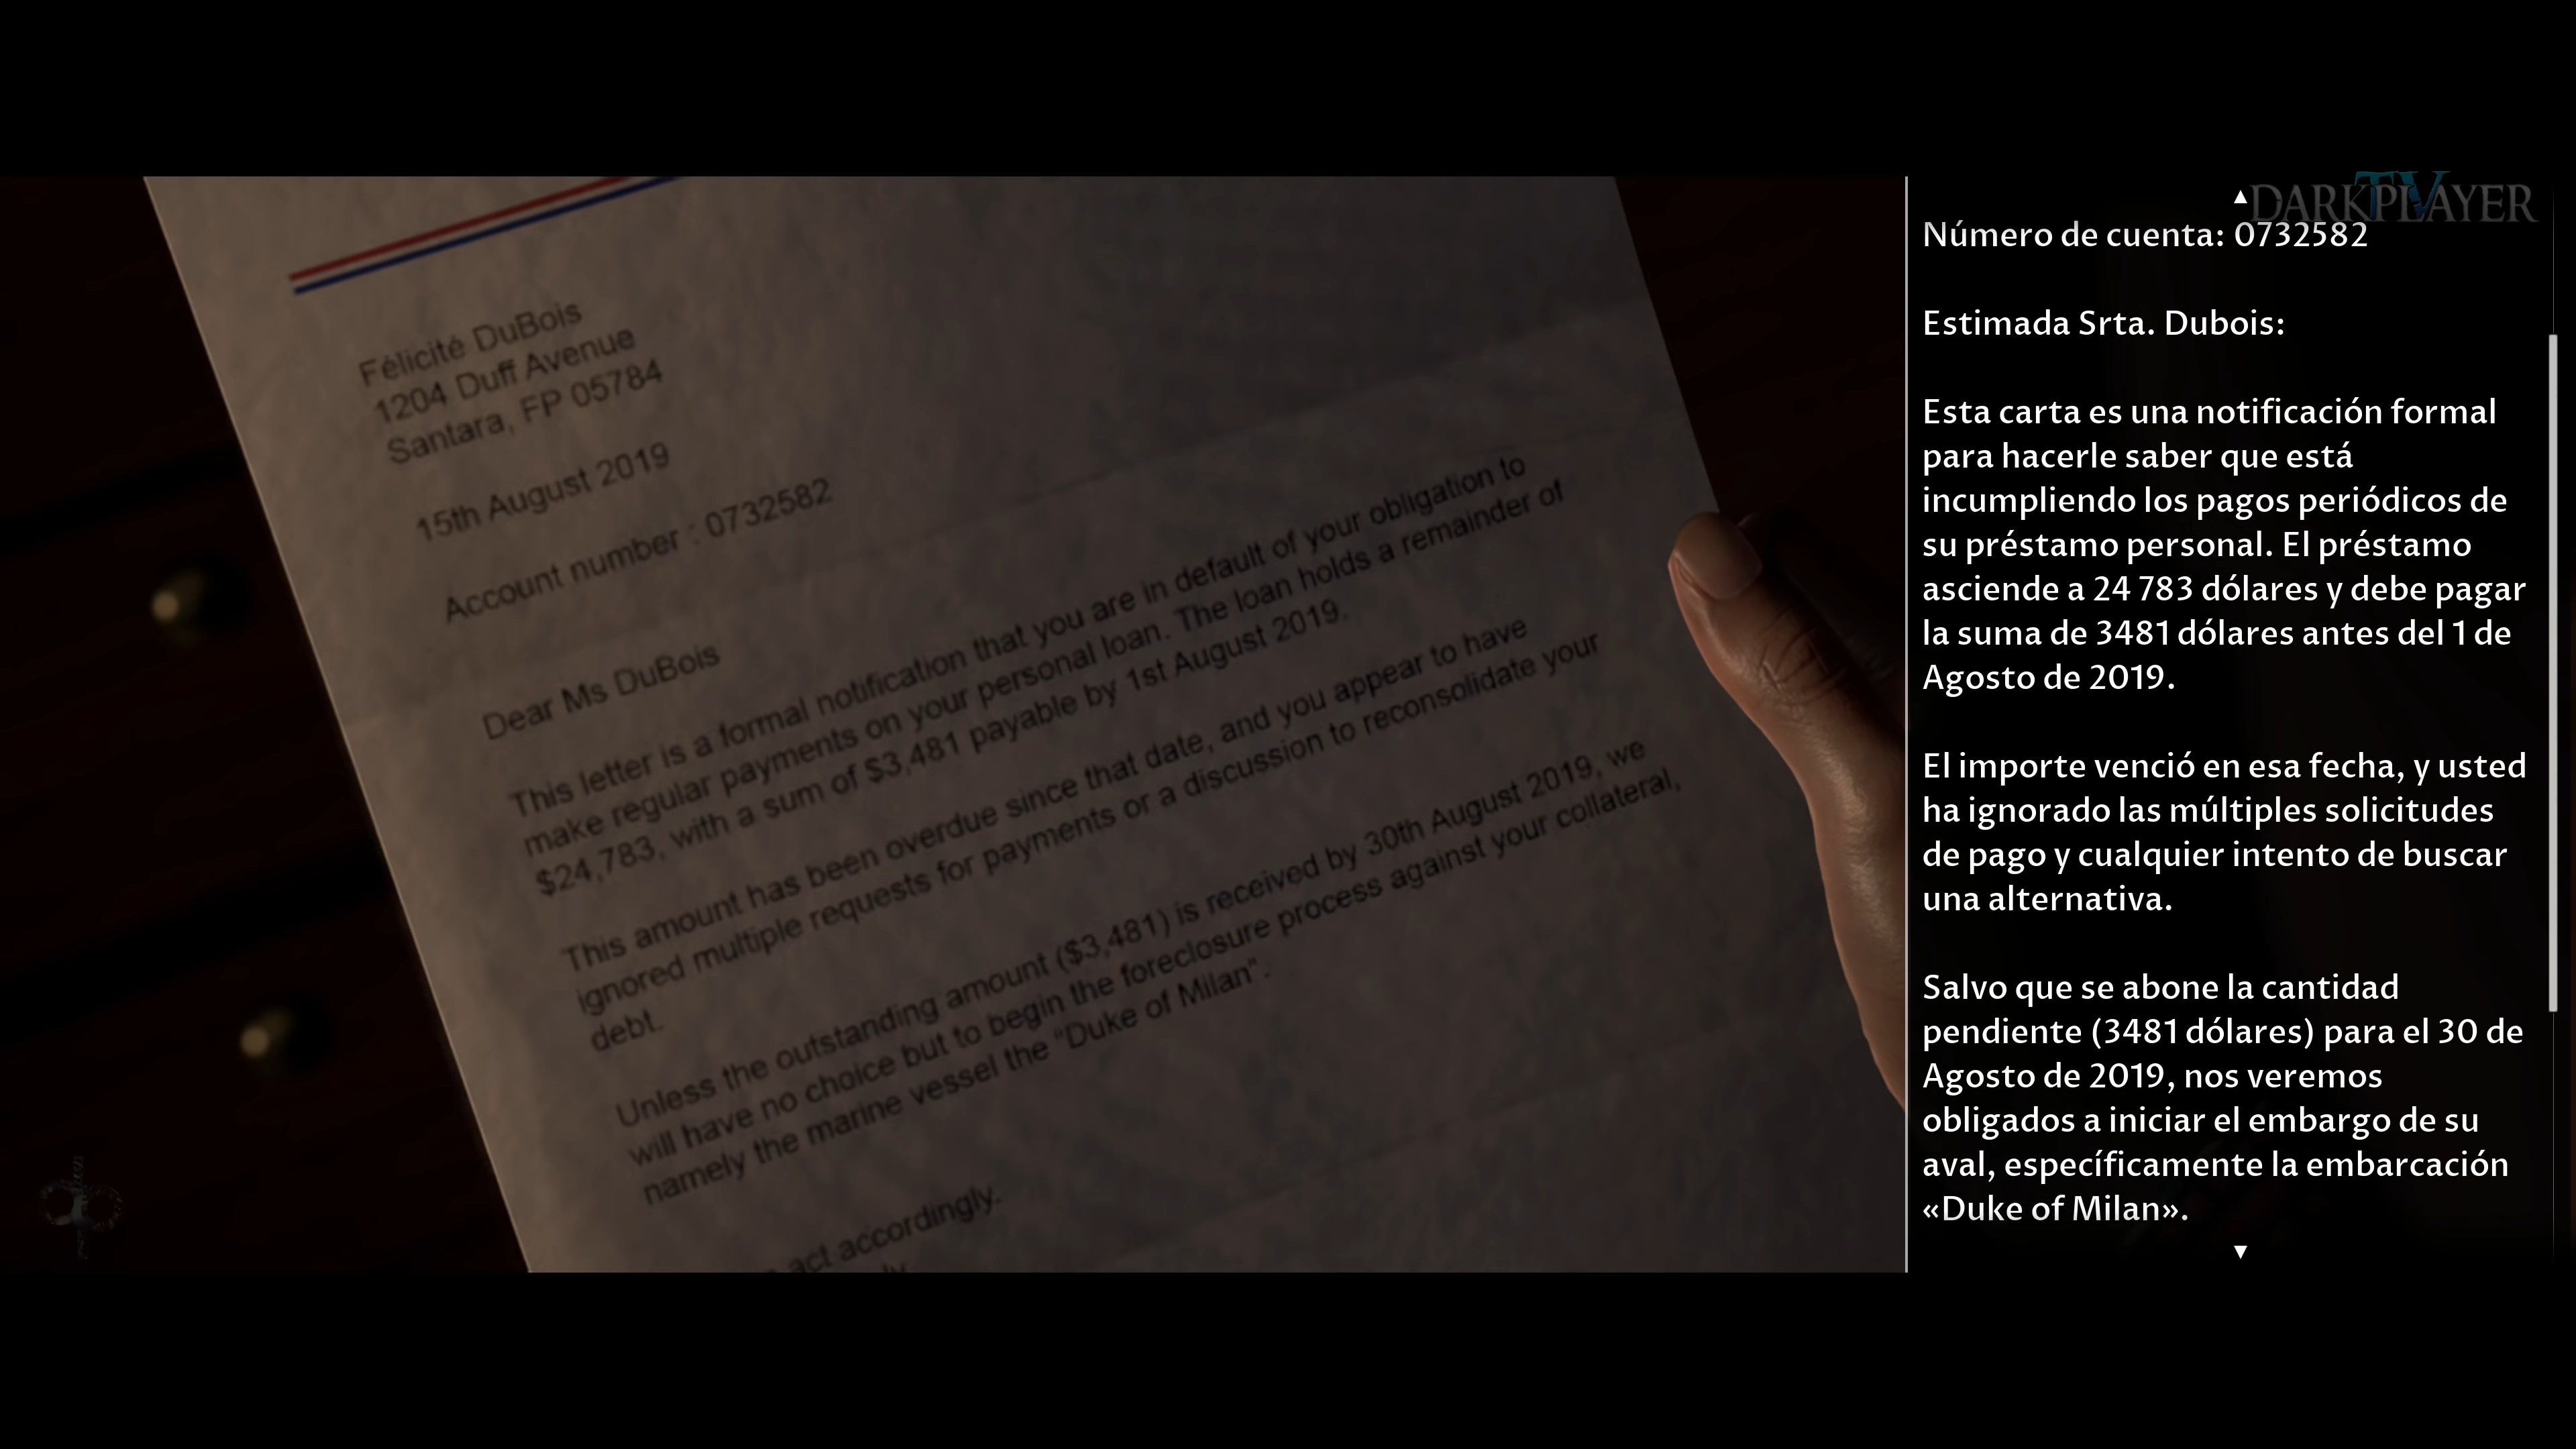 Félicité DuBois
1204 Duff Avenue
Santara, FP 05784
15th August 2019
Account number : 0732582
Dear Ms DuBois
This letter is a formal notification that you are in default of your obligation to
make regular payments on your personal loan. The loan holds a remainder of
$24,783, with a sum of $3,481 payable by 1st August 2019.
This amount has been overdue since that date, and you appear to have
ignored multiple requests for payments or a discussion to reconsolidate your
debt.
Unless the outstanding amount ($3,481) is received by 30th August 2019, we
will have no choice but to begin the foreclosure process against your collateral,
namely the marine vessel the "Duke of Milan".
act accordingly.
DARKPLAYER
TV
Número de cuenta: 0732582
Estimada Srta. Dubois:
Esta carta es una notificación formal
para hacerle saber que está
incumpliendo los pagos periódicos de
su préstamo personal. El préstamo
asciende a 24 783 dólares y debe pagar
la suma de 3481 dólares antes del 1 de
Agosto de 2019.
El importe venció en esa fecha, y usted
ha ignorado las múltiples solicitudes
de pago y cualquier intento de buscar
una alternativa.
Salvo que se abone la cantidad
pendiente (3481 dólares) para el 30 de
Agosto de 2019, nos veremos
obligados a iniciar el embargo de su
aval, específicamente la embarcación
«Duke of Milan».